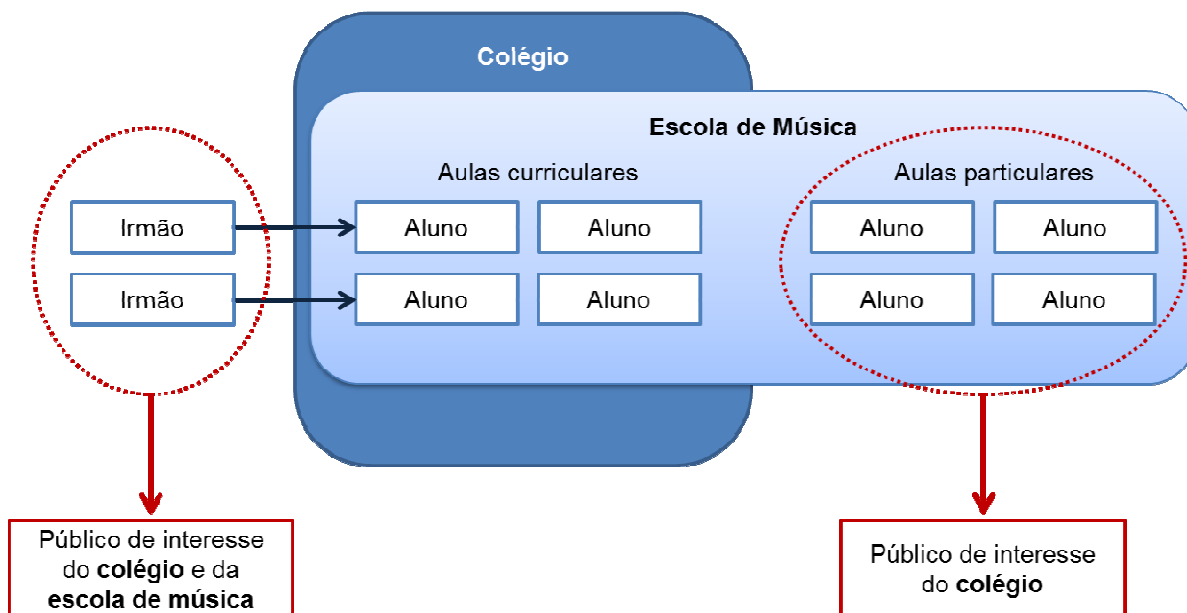 Colégio
Escola de Música
Aulas curriculares
Aulas particulares
Irmão
Aluno
Aluno
Aluno
Aluno
Irmão
Aluno
Aluno
Aluno
Aluno
Público de interesse
do colégio e da
escola de música
Público de interesse
do colégio